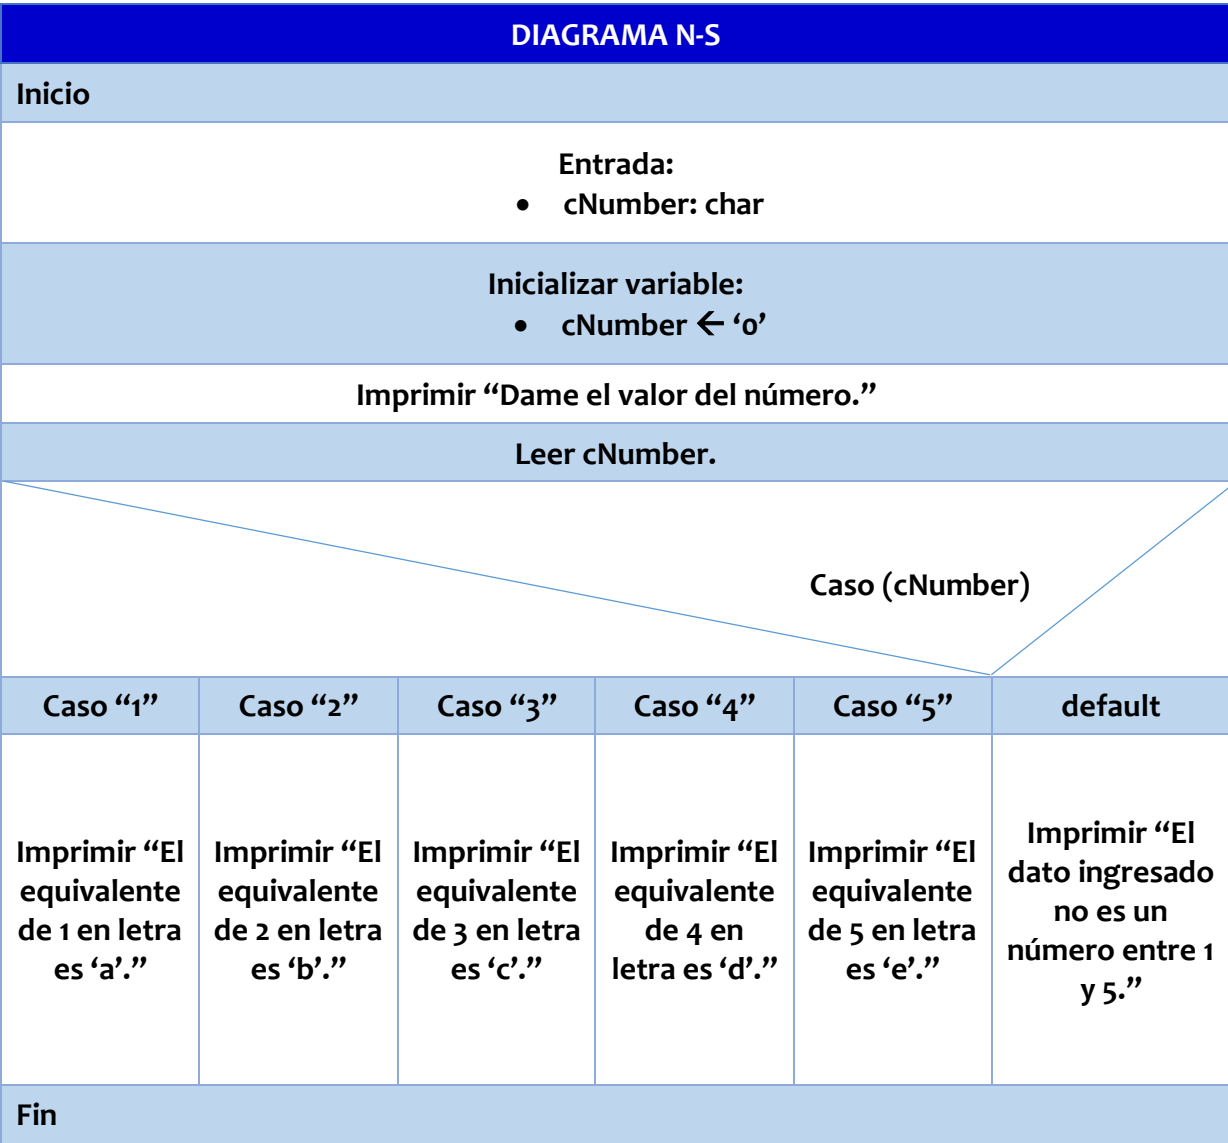 DIAGRAMA N-S
Inicio
Entrada:
• cNumber: char
Inicializar variable:
• cNumber ← ‘0’
Imprimir “Dame el valor del número.”
Leer cNumber.
Caso (cNumber)
Caso “1”
Caso “2”
Caso “3”
Caso “4”
Caso “5”
default
Imprimir “El
equivalente
de 1 en letra
es ‘a’.”
Imprimir “El
equivalente
de 2 en letra
es ‘b’.”
Imprimir “El
equivalente
de 3 en letra
es ‘c’.”
Imprimir “El
equivalente
de 4 en
letra es ‘d’.”
Imprimir “El
equivalente
de 5 en letra
es ‘e’.”
Imprimir “El
dato ingresado
no es un
número entre 1
y 5.”
Fin